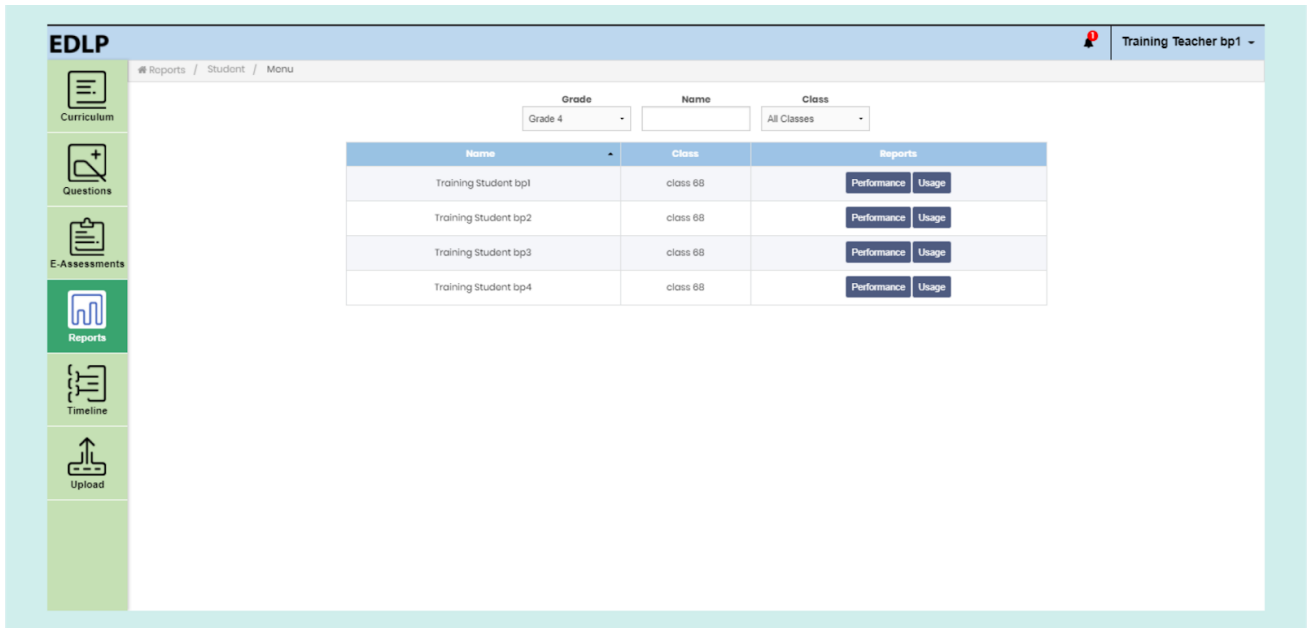 EDLP
1
Training Teacher bp1
Reports / Student / Menu
Curriculum
Questions
E-Assessments
Reports
Timeline
Upload
Grade Name Class
Grade 4 All Classes
Name Class Reports
Training Student bp1 class 68 Performance Usage
Training Student bp2 class 68 Performance Usage
Training Student bp3 class 68 Performance Usage
Training Student bp4 class 68 Performance Usage